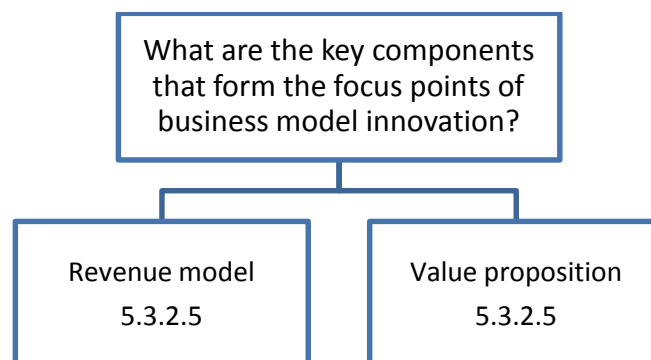 What are the key components
that form the focus points of
business model innovation?
Revenue model
5.3.2.5
Value proposition
5.3.2.5